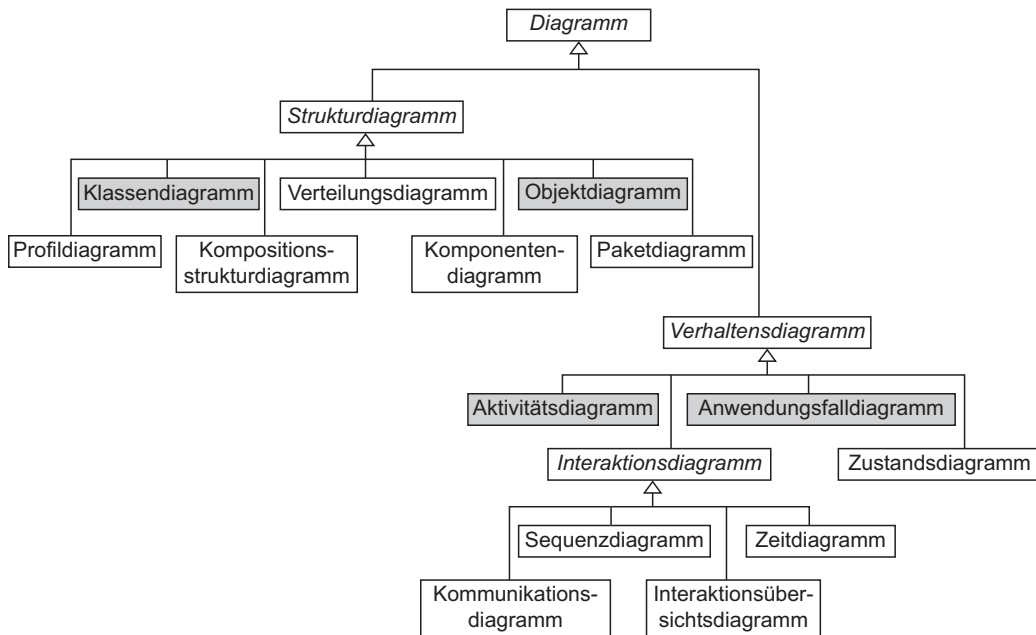 Diagramm
Strukturdiagramm
Klassendiagramm
Verteilungsdiagramm
Objektdiagramm
Profildiagramm
Kompositions-
strukturdiagramm
Komponenten-
diagramm
Paketdiagramm
Verhaltensdiagramm
Aktivitätsdiagramm
Anwendungsfalldiagramm
Interaktionsdiagramm
Zustandsdiagramm
Sequenzdiagramm
Zeitdiagramm
Kommunikations-
diagramm
Interaktionsüber-
sichtsdiagramm